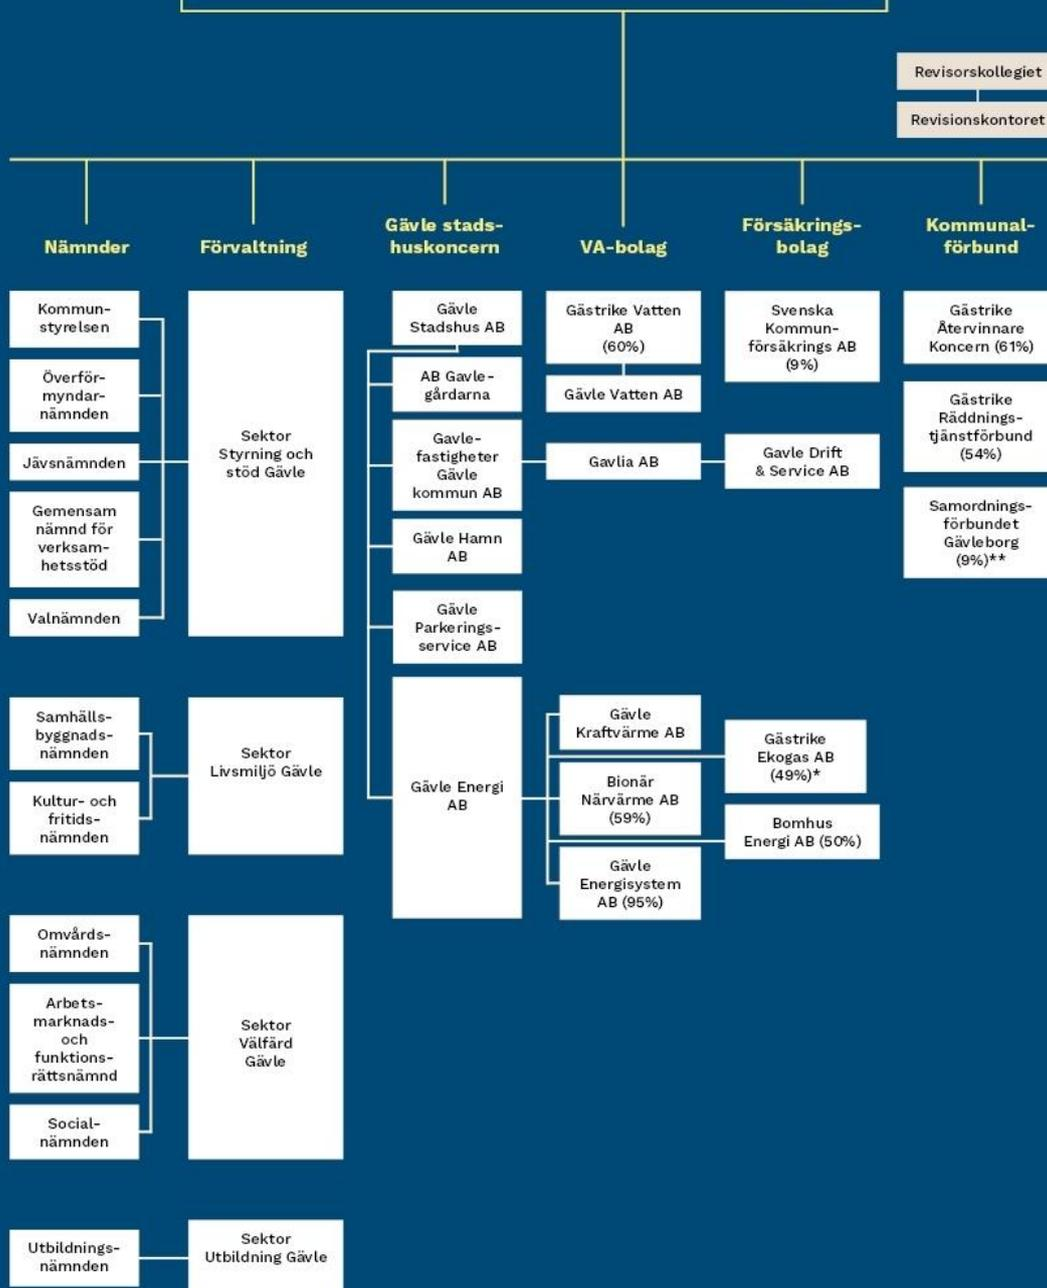 Revisorskollegiet
Revisionskontoret
Nämnder
Förvaltning
Gävle stads-
huskoncern
VA-bolag
Försäkrings-
bolag
Kommunal-
förbund
Kommun-
styrelsen
Överför-
myndar-
nämnden
Jävsnämnden
Gemensam
nämnd för
verksam-
hetsstöd
Valnämnden
Sektor
Styrning och
stöd Gävle
Samhälls-
byggnads-
nämnden
Kultur- och
fritids-
nämnden
Sektor
Livsmiljö Gävle
Omvårds-
nämnden
Arbets-
marknads-
och
funktions-
rättsnämnd
Social-
nämnden
Sektor
Välfärd
Gävle
Utbildnings-
nämnden
Sektor
Utbildning Gävle
Gävle
Stadshus AB
AB Gavle-
gårdarna
Gavle-
fastigheter
Gävle
kommun AB
Gävle Hamn
AB
Gävle
Parkerings-
service AB
Gävle Energi
AB
Gästrike Vatten
AB
(60%)
Gävle Vatten AB
Gavlia AB
Gavle Drift
& Service AB
Gävle
Kraftvärme AB
Bionär
Närvärme AB
(59%)
Gävle
Energisystem
AB (95%)
Gästrike
Ekogas AB
(49%)*
Bomhus
Energi AB (50%)
Svenska
Kommun-
försäkrings AB
(9%)
Gästrike
Återvinnare
Koncern (61%)
Gästrike
Räddnings-
tjänstförbund
(54%)
Samordnings-
förbundet
Gävleborg
(9%)**